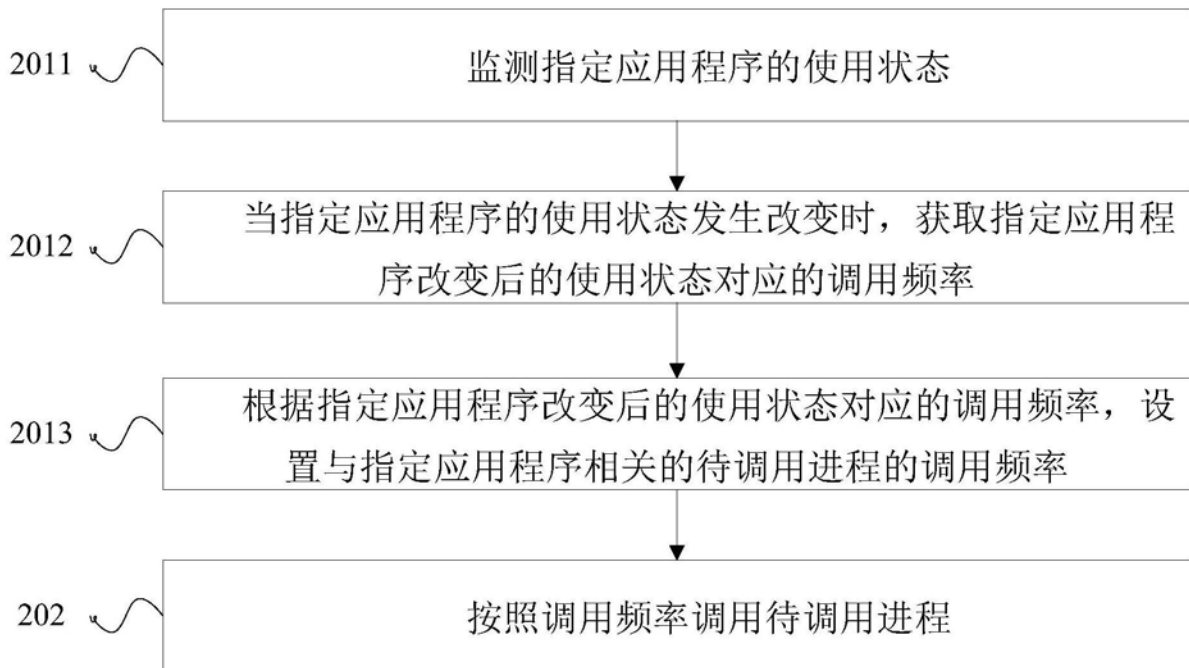 2011
监测指定应用程序的使用状态
2012
当指定应用程序的使用状态发生改变时，获取指定应用程
序改变后的使用状态对应的调用频率
2013
根据指定应用程序改变后的使用状态对应的调用频率，设
置与指定应用程序相关的待调用进程的调用频率
202
按照调用频率调用待调用进程